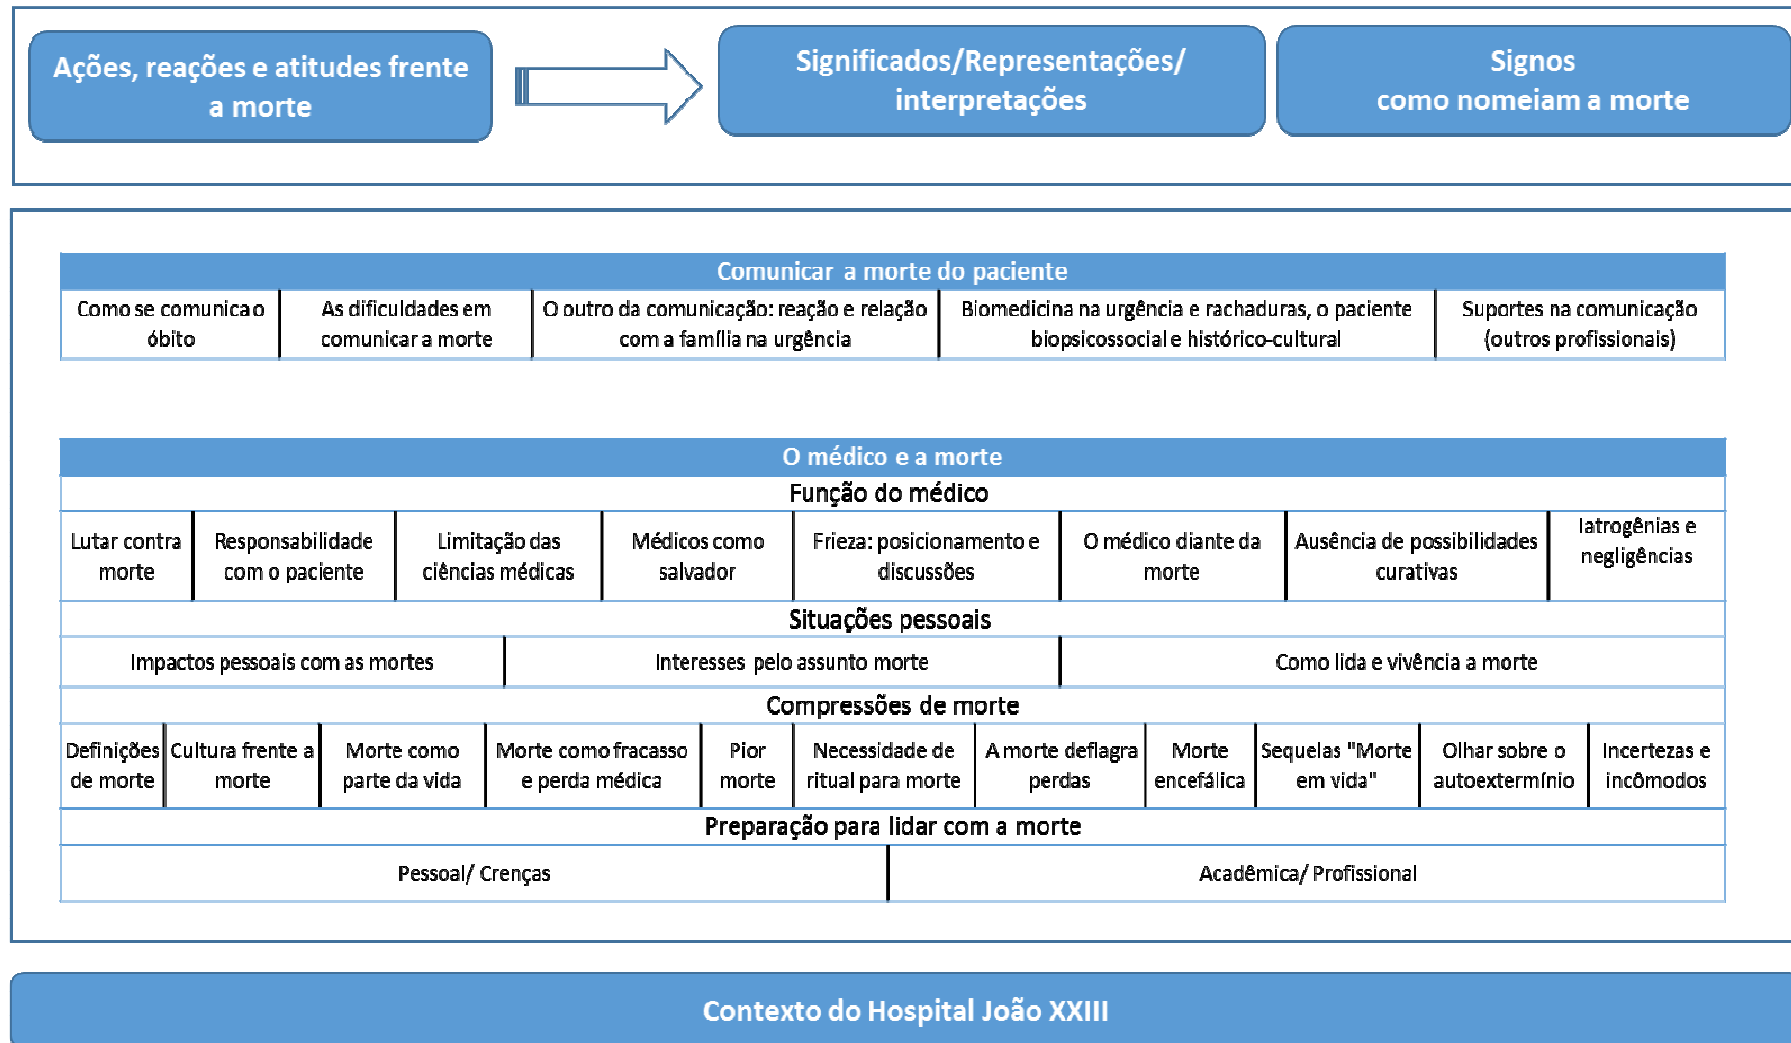 Ações, reações e atitudes frente
a morte
Significados/Representações/
interpretações
Signos
como nomeiam a morte
Comunicar a morte do paciente
Como se comunica o
óbito
As dificuldades em
comunicar a morte
O outro da comunicação: reação e relação
com a família na urgência
Biomedicina na urgência e rachaduras, o paciente
biopsicossocial e histórico-cultural
Suportes na comunicação
(outros profissionais)
O médico e a morte
Função do médico
Lutar contra
morte
Responsabilidade
com o paciente
Limitação das
ciências médicas
Médicos como
salvador
Frieza: posicionamento e
discussões
O médico diante da
morte
Ausência de possibilidades
curativas
Iatrogênias e
negligências
Situações pessoais
Impactos pessoais com as mortes
Interesses pelo assunto morte
Como lida e vivência a morte
Compressões de morte
Definições
de morte
Cultura frente a
morte
Morte como
parte da vida
Morte como fracasso
e perda médica
Pior
morte
Necessidade de
ritual para morte
A morte deflagra
perdas
Morte
encefálica
Sequelas "Morte
em vida"
Olhar sobre o
autoextermínio
Incertezas e
incômodos
Preparação para lidar com a morte
Pessoal/ Crenças
Acadêmica/ Profissional
Contexto do Hospital João XXIII